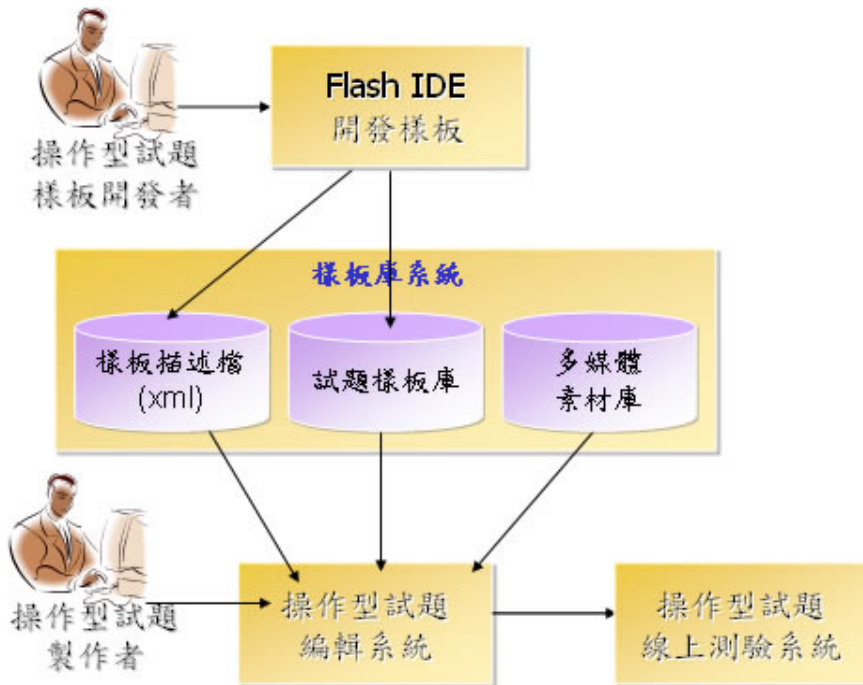 Flash IDE
開發樣板
操作型試題
樣板開發者
樣板庫系統
樣板描述檔
(xml)
試題樣板庫
多媒體
素材庫
操作型試題
製作者
操作型試題
編輯系統
操作型試題
線上測驗系統